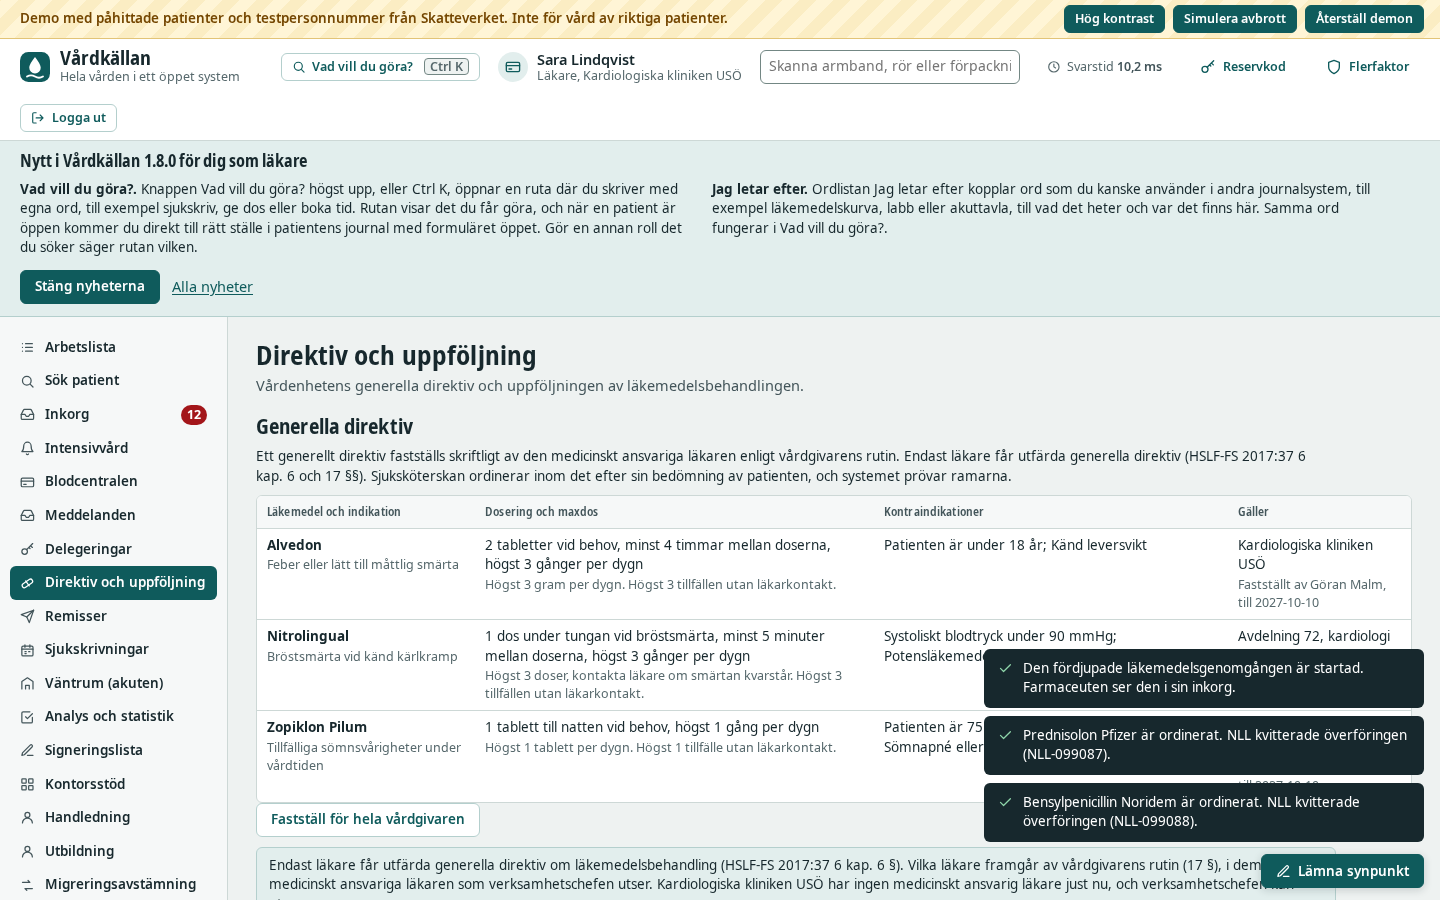 Demo med påhittade patienter och testpersonnummer från Skatteverket. Inte för vård av riktiga patienter.
Hög kontrast
Simulera avbrott
Återställ demon
Vårdkällan
Hela vården i ett öppet system
Vad vill du göra? Ctrl K
Sara Lindqvist
Läkare, Kardiologiska kliniken USÖ
Skanna armband, rör eller förpackni
Svarstid 10,2 ms
Reservkod
Flerfaktor
Logga ut
Nytt i Vårdkällan 1.8.0 för dig som läkare
Vad vill du göra?. Knappen Vad vill du göra? högst upp, eller Ctrl K, öppnar en ruta där du skriver med
egna ord, till exempel sjukskriv, ge dos eller boka tid. Rutan visar det du får göra, och när en patient är
öppen kommer du direkt till rätt ställe i patientens journal med formuläret öppet. Gör en annan roll det
du söker säger rutan vilken.
Jag letar efter. Ordlistan Jag letar efter kopplar ord som du kanske använder i andra journalsystem, till
exempel läkemedelskurva, labb eller akuttavla, till vad det heter och var det finns här. Samma ord
fungerar i Vad vill du göra?.
Stäng nyheterna
Alla nyheter
Arbetslista
Sök patient
Inkorg 12
Intensivvård
Blodcentralen
Meddelanden
Delegeringar
Direktiv och uppföljning
Remisser
Sjukskrivningar
Väntrum (akuten)
Analys och statistik
Signeringslista
Kontorsstöd
Handledning
Utbildning
Migreringsavstämning
Direktiv och uppföljning
Vårdenhetens generella direktiv och uppföljningen av läkemedelsbehandlingen.
Generella direktiv
Ett generellt direktiv fastställs skriftligt av den medicinskt ansvariga läkaren enligt vårdgivarens rutin. Endast läkare får utfärda generella direktiv (HSLF-FS 2017:37 6
kap. 6 och 17 §§). Sjuksköterskan ordinerar inom det efter sin bedömning av patienten, och systemet prövar ramarna.
Läkemedel och indikation
Dosering och maxdos
Kontraindikationer
Gäller
Alvedon
Feber eller lätt till måttlig smärta
2 tabletter vid behov, minst 4 timmar mellan doserna,
högst 3 gånger per dygn
Högst 3 gram per dygn. Högst 3 tillfällen utan läkarkontakt.
Patienten är under 18 år; Känd leversvikt
Kardiologiska kliniken
USÖ
Fastställt av Göran Malm,
till 2027-10-10
Nitrolingual
Bröstsmärta vid känd kärlkramp
1 dos under tungan vid bröstsmärta, minst 5 minuter
mellan doserna, högst 3 gånger per dygn
Högst 3 doser, kontakta läkare om smärtan kvarstår. Högst 3
tillfällen utan läkarkontakt.
Systoliskt blodtryck under 90 mmHg;
Potensläkemed
Avdelning 72, kardiologi
Zopiklon Pilum
Tillfälliga sömnsvårigheter under
vårdtiden
1 tablett till natten vid behov, högst 1 gång per dygn
Högst 1 tablett per dygn. Högst 1 tillfälle utan läkarkontakt.
Patienten är 75
Sömnapné eller
Fastställ för hela vårdgivaren
Endast läkare får utfärda generella direktiv om läkemedelsbehandling (HSLF-FS 2017:37 6 kap. 6 §). Vilka läkare framgår av vårdgivarens rutin (17 §), i dem
medicinskt ansvariga läkaren som verksamhetschefen utser. Kardiologiska kliniken USÖ har ingen medicinskt ansvarig läkare just nu, och verksamhetschefen
Den fördjupade läkemedelsgenomgången är startad.
Farmaceuten ser den i sin inkorg.
Prednisolon Pfizer är ordinerat. NLL kvitterade överföringen
(NLL-099087).
Bensylpenicillin Noridem är ordinerat. NLL kvitterade
överföringen (NLL-099088).
Lämna synpunkt